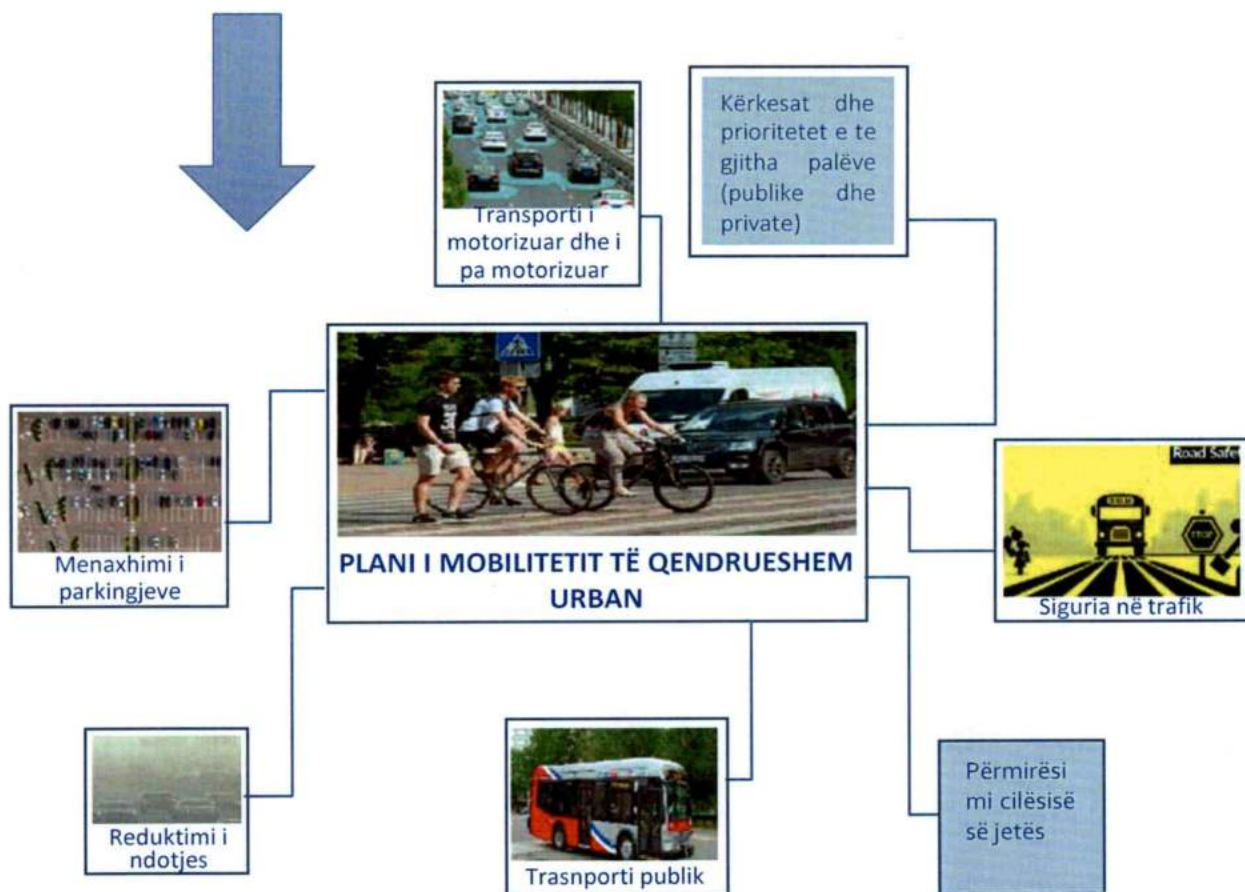 Kërkesat dhe
prioritetet e te
gjitha palëve
(publike dhe
private)
Transporti i
motorizuar dhe i
pa motorizuar
PLANI I MOBILITETIT TË QENDRUESHEM
URBAN
Road Safe
STOP
Siguria në trafik
Menaxhimi i
parkingjeve
Reduktimi i
ndotjes
Trasnporti publik
Përmirësi
mi cilësisë
së jetës